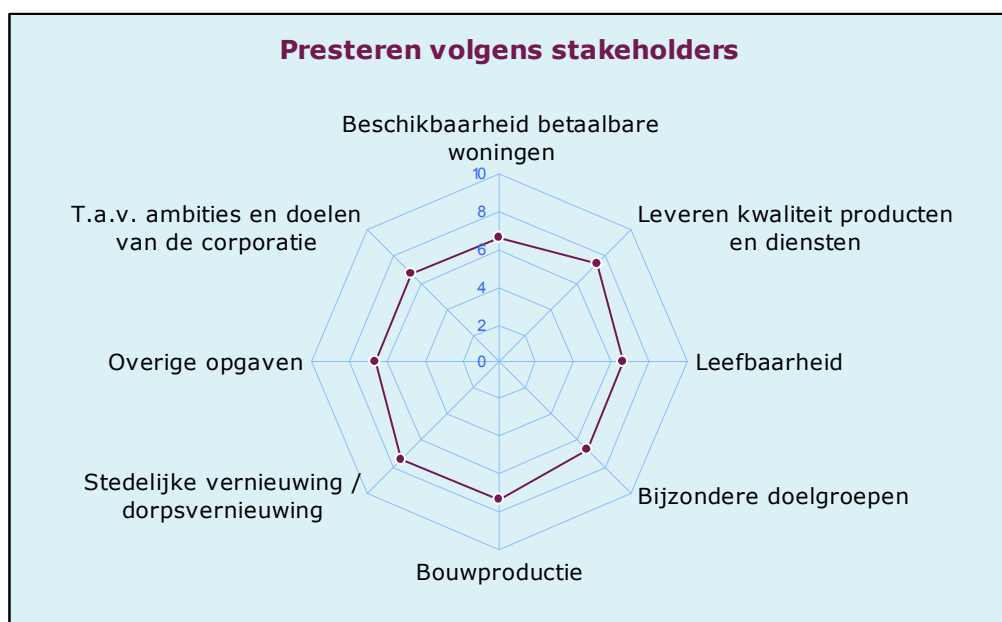 Presteren volgens stakeholders
Beschikbaarheid betaalbare
woningen
T.a.v. ambities en doelen
van de corporatie
Leveren kwaliteit producten
en diensten
10
8
6
4
2
0
Overige opgaven
Leefbaarheid
Stedelijke vernieuwing /
dorpsvernieuwing
Bijzondere doelgroepen
Bouwproductie